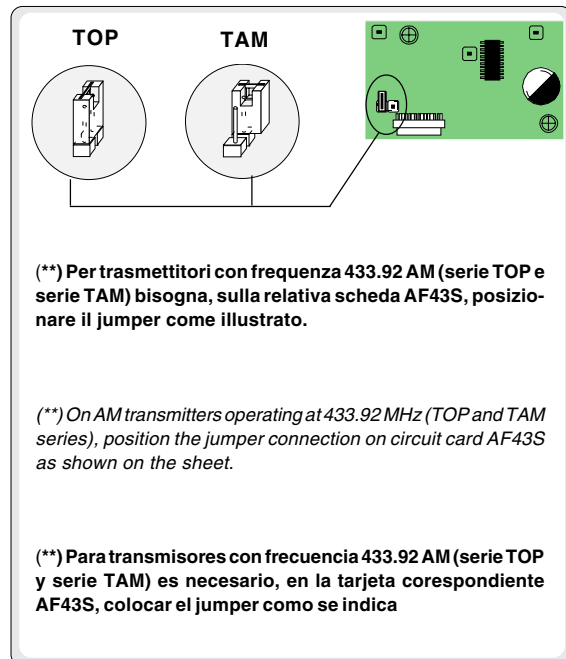 TOP TAM
(**) Per trasmettitori con frequenza 433.92 AM (serie TOP e
serie TAM) bisogna, sulla relativa scheda AF43S, posizio-
nare il jumper come illustrato.
(**) On AM transmitters operating at 433.92 MHz (TOP and TAM
series), position the jumper connection on circuit card AF43S
as shown on the sheet.
(**) Para transmisores con frecuencia 433.92 AM (serie TOP
y serie TAM) es necesario, en la tarjeta corespondiente
AF43S, colocar el jumper como se indica